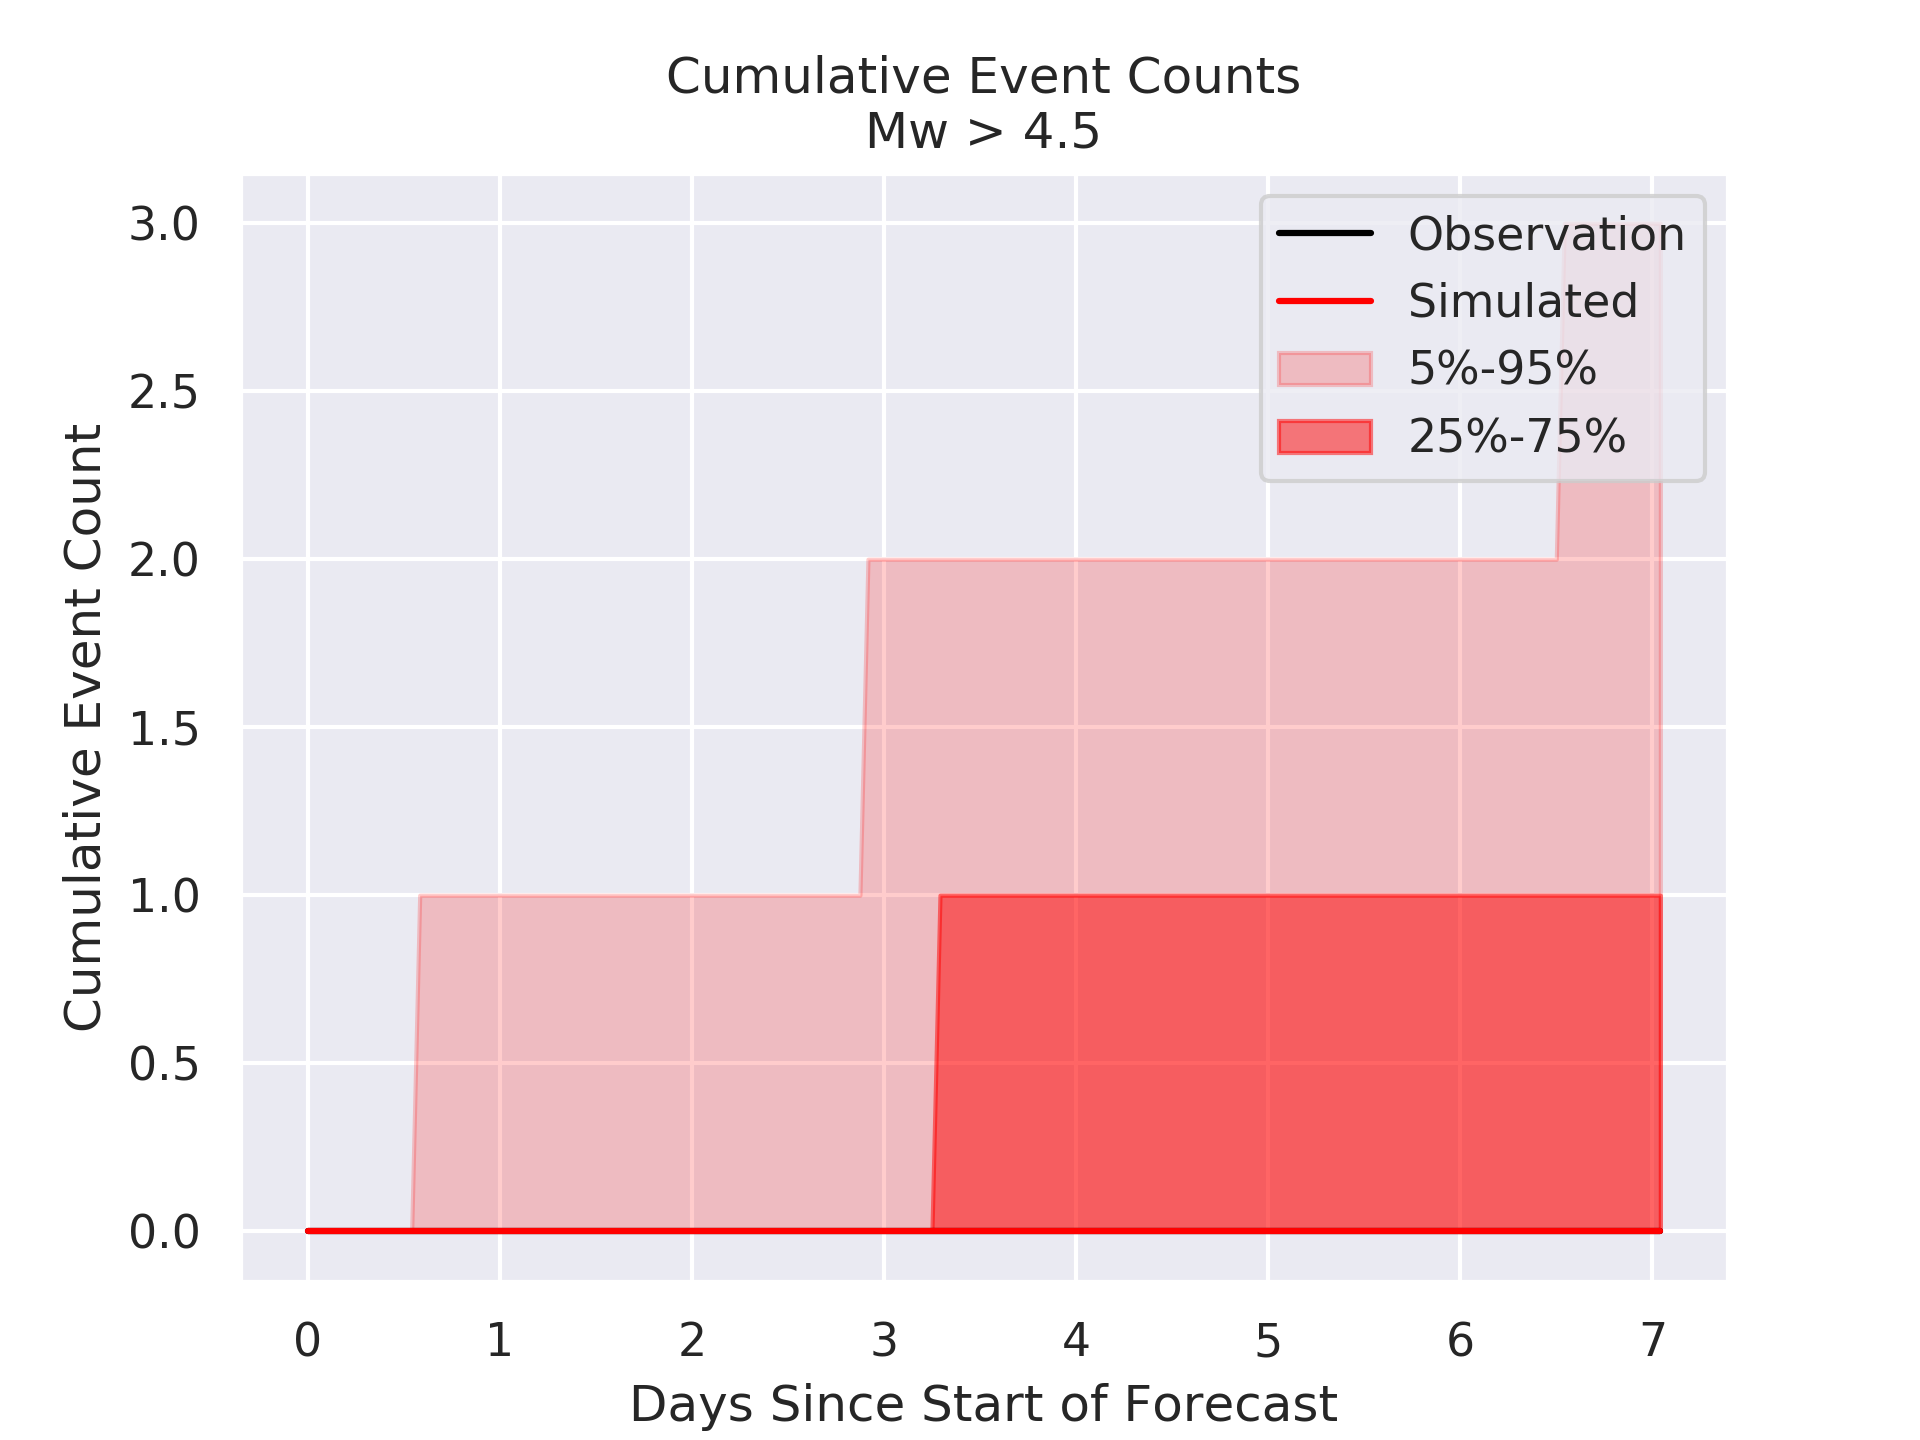 Cumulative Event Counts
Mw > 4.5
Cumulative Event Count
3.0
2.5
2.0
1.5
1.0
0.5
0.0
Observation
Simulated
5%-95%
25%-75%
0 1 2 3 4 5 6 7
Days Since Start of Forecast